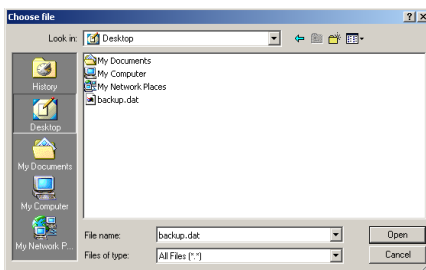 Choose file
Look in: Desktop
History
Desktop
My Documents
My Computer
My Network P...
My Documents
My Computer
My Network Places
backup.dat
File name: backup.dat Open
Files of type: All Files (*.*) Cancel